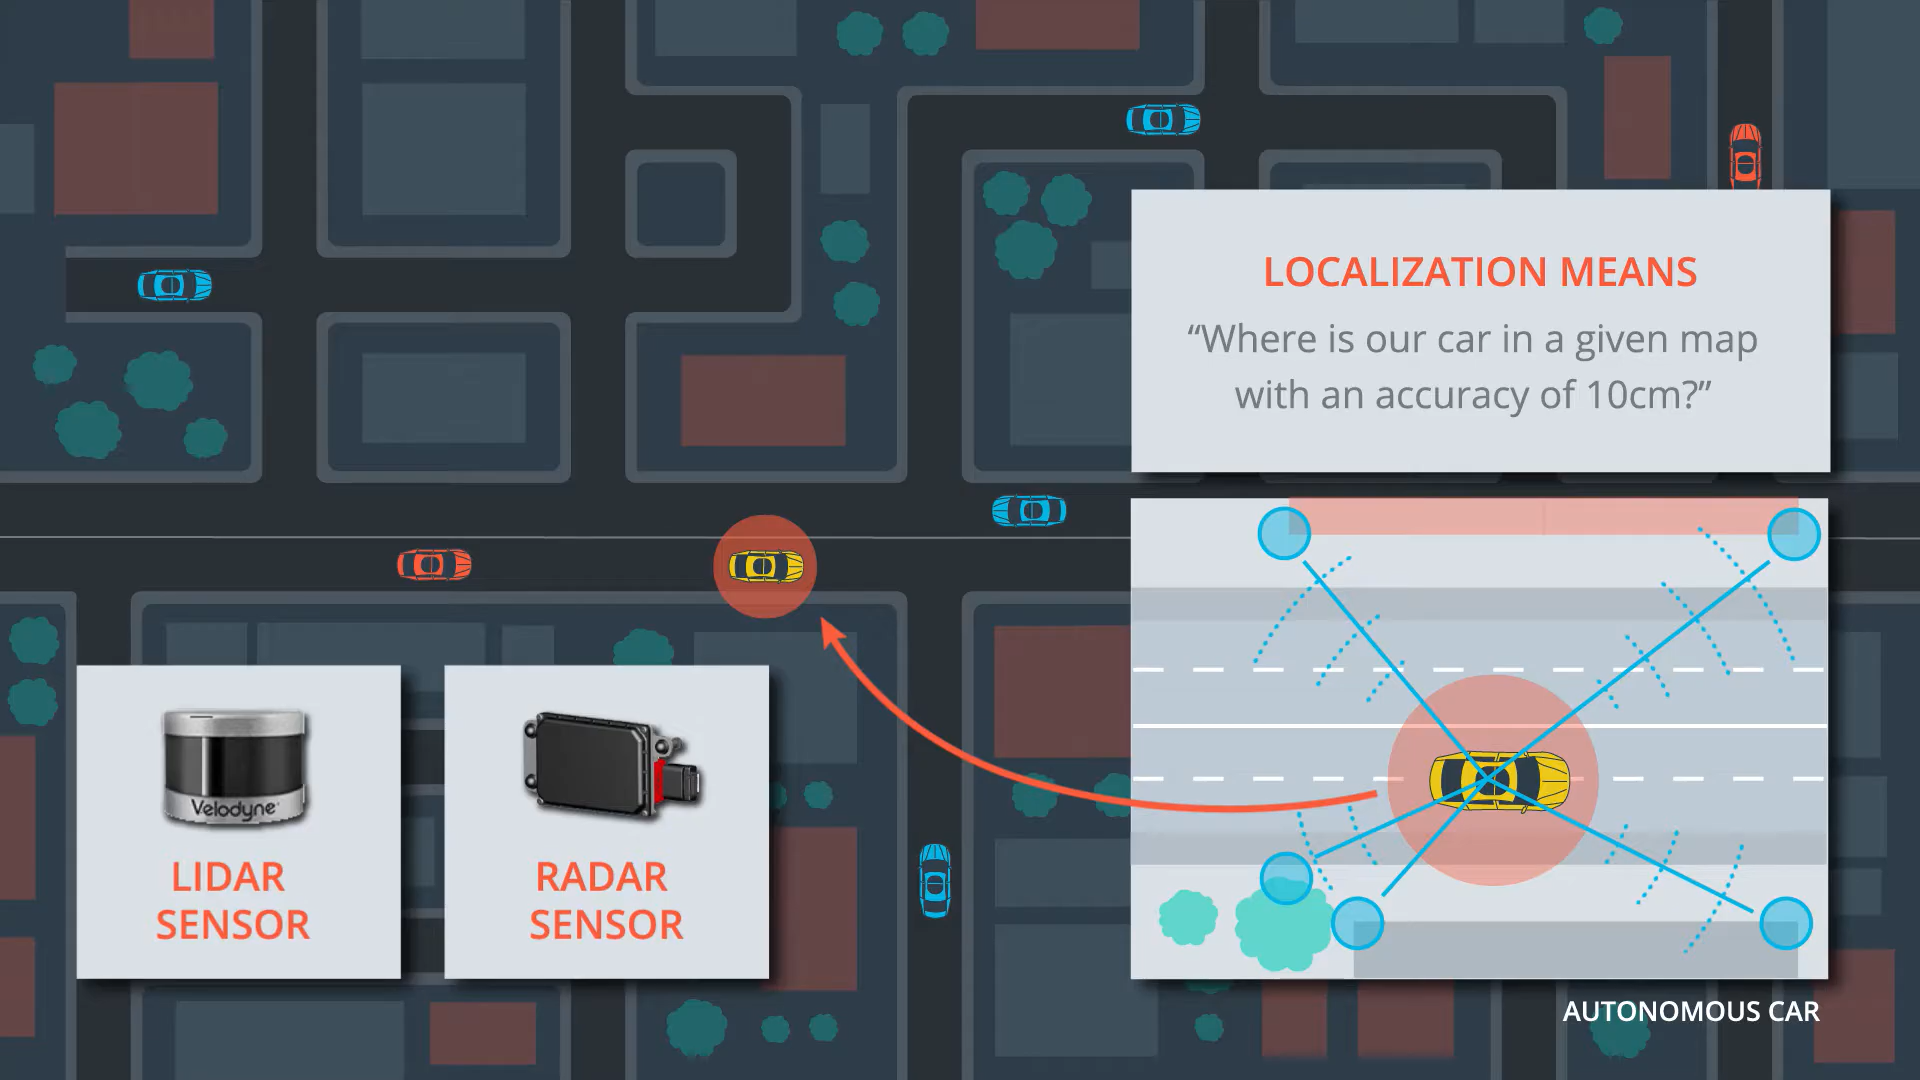 LOCALIZATION MEANS
“Where is our car in a given map
with an accuracy of 10cm?”
Velodyne
LIDAR
SENSOR
RADAR
SENSOR
AUTONOMOUS CAR